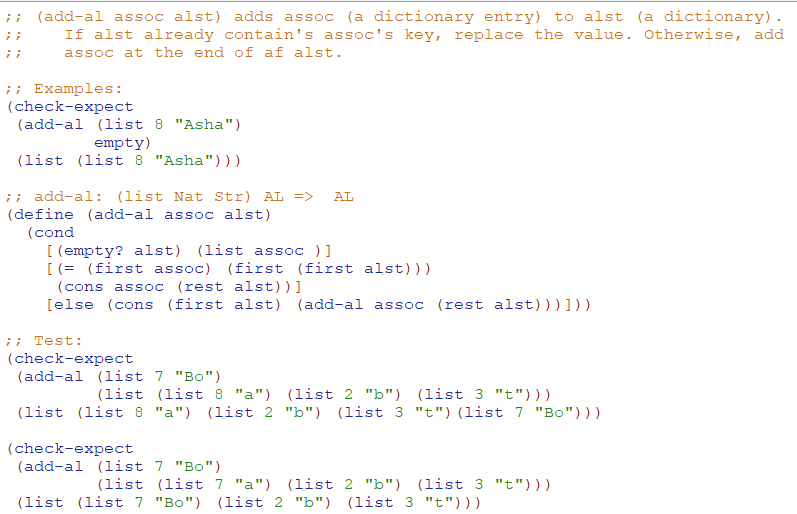 ;; (add-al assoc alst) adds assoc (a dictionary entry) to alst (a dictionary).
;;    If alst already contain's assoc's key, replace the value. Otherwise, add
;;    assoc at the end of af alst.
;; Examples:
(check-expect
 (add-al (list 8 "Asha")
         empty)
 (list (list 8 "Asha")))
;; add-al: (list Nat Str) AL =>  AL
(define (add-al assoc alst)
  (cond
    [(empty? alst) (list assoc )]
    [(= (first assoc) (first (first alst)))
     (cons assoc (rest alst))]
    [else (cons (first alst) (add-al assoc (rest alst)))]))
;; Test:
(check-expect
 (add-al (list 7 "Bo")
         (list (list 8 "a") (list 2 "b") (list 3 "t")))
 (list (list 8 "a") (list 2 "b") (list 3 "t")(list 7 "Bo")))
(check-expect
 (add-al (list 7 "Bo")
         (list (list 7 "a") (list 2 "b") (list 3 "t")))
 (list (list 7 "Bo") (list 2 "b") (list 3 "t")))